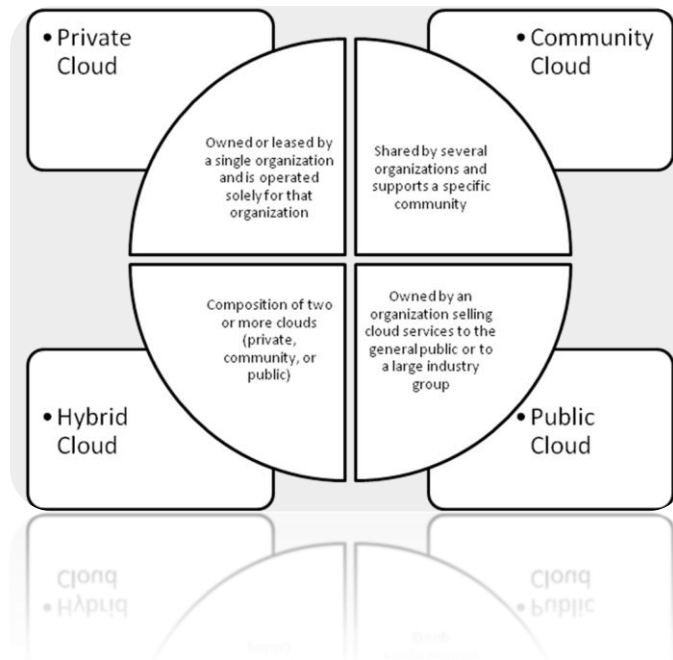 • Private
Cloud
• Community
Cloud
Owned or leased by
a single organization
and is operated
solely for that
organization
Shared by several
organizations and
supports a specific
community
Composition of two
or more clouds
(private,
community, or
public)
Owned by an
organization selling
cloud services to the
general public or to
a large industry
group
• Hybrid
Cloud
• Public
Cloud